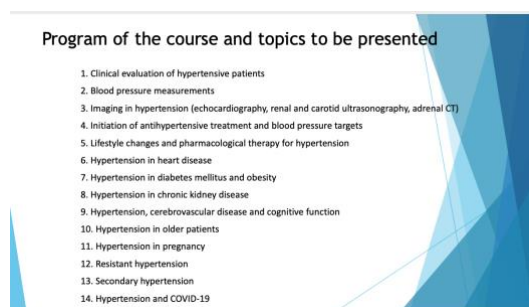 Program of the course and topics to be presented
1. Clinical evaluation of hypertensive patients
2. Blood pressure measurements
3. Imaging in hypertension (echocardiography, renal and carotid ultrasonography, adrenal CT)
4. Initiation of antihypertensive treatment and blood pressure targets
5. Lifestyle changes and pharmacological therapy for hypertension
6. Hypertension in heart disease
7. Hypertension in diabetes mellitus and obesity
8. Hypertension in chronic kidney disease
9. Hypertension, cerebrovascular disease and cognitive function
10. Hypertension in older patients
11. Hypertension in pregnancy
12. Resistant hypertension
13. Secondary hypertension
14. Hypertension and COVID-19